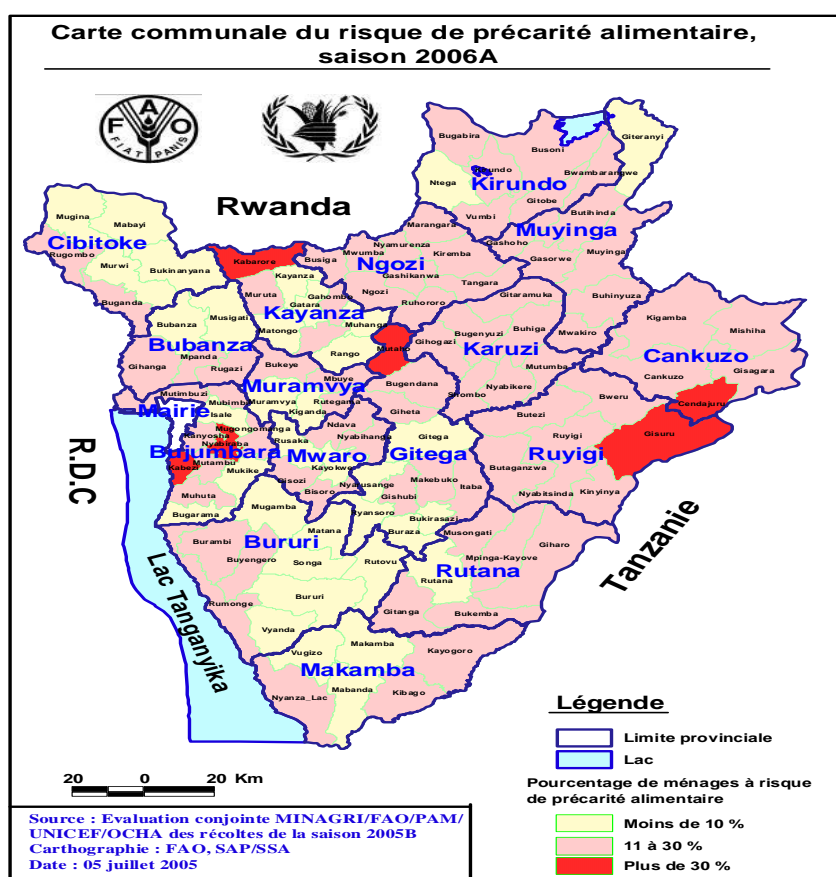 Carte communale du risque de précarité alimentaire,
saison 2006A
F A O
FIAT PANIS
Rwanda
R.D.C
Tanzanie
Lac Tanganyika
Kirundo
Bugabira
Busoni
Giteranyi
Bwambarangwe
Ntega
Gitobe
Vumbi
Muyinga
Butihinda
Gashoho
Gasorwe
Muyinga
Buhinyuza
Mwakiro
Cibitoke
Mugina
Mabayi
Rugombo
Murwi
Bukinanyana
Buganda
Ngozi
Marangara
Nyamurenza
Mwumba
Busiga
Kiremba
Gashikanwa
Tangara
Ngozi
Ruhororo
Kayanza
Kabarore
Kayanza
Muruta
Gahombo
Gatara
Matongo
Muhanga
Rango
Bubanza
Bubanza
Musigati
Mpanda
Gihanga
Rugazi
Karuzi
Gitaramuka
Gihogazi
Bugenyuzi
Buhiga
Mutumba
Nyabikere
Cankuzo
Kigamba
Mishiha
Gisagara
Cankuzo
Cendajuru
Muramvya
Bukeye
Mbuye
Muramvya
Rutegama
Kiganda
Mairie
Bujumbara
Mutimbuzi
Mubimbi
Isale
Mugongomanga
Kanyosha
Nyabiraba
Kabezi
Mutambu
Mukike
Muhuta
Bugarama
Mwaro
Ndava
Rusaka
Nyabihanga
Kayokwe
Gisozi
Bisoro
Gitega
Mutaho
Bugendana
Giheta
Gitega
Makebuko
Itaba
Nyarusange
Gishubi
Ryansoro
Bukirasazi
Buraza
Ruyigi
Bweru
Butezi
Ruyigi
Gisuru
Butaganzwa
Nyabitsinda
Kinyinya
Bururi
Mugamba
Matana
Burambi
Buyengero
Songa
Rutovu
Bururi
Rumonge
Vyanda
Rutana
Musongati
Giharo
Mpinga-Kayove
Rutana
Gitanga
Bukemba
Makamba
Vugizo
Makamba
Kayogoro
Mabanda
Kibago
Nyanza_Lac
20 0 20 Km
Légende
Limite provinciale
Lac
Pourcentage de ménages à risque
de précarité alimentaire
Moins de 10 %
11 à 30 %
Plus de 30 %
Source : Evaluation conjointe MINAGRI/FAO/PAM/
UNICEF/OCHA des récoltes de la saison 2005B
Carthographie : FAO, SAP/SSA
Date : 05 juillet 2005